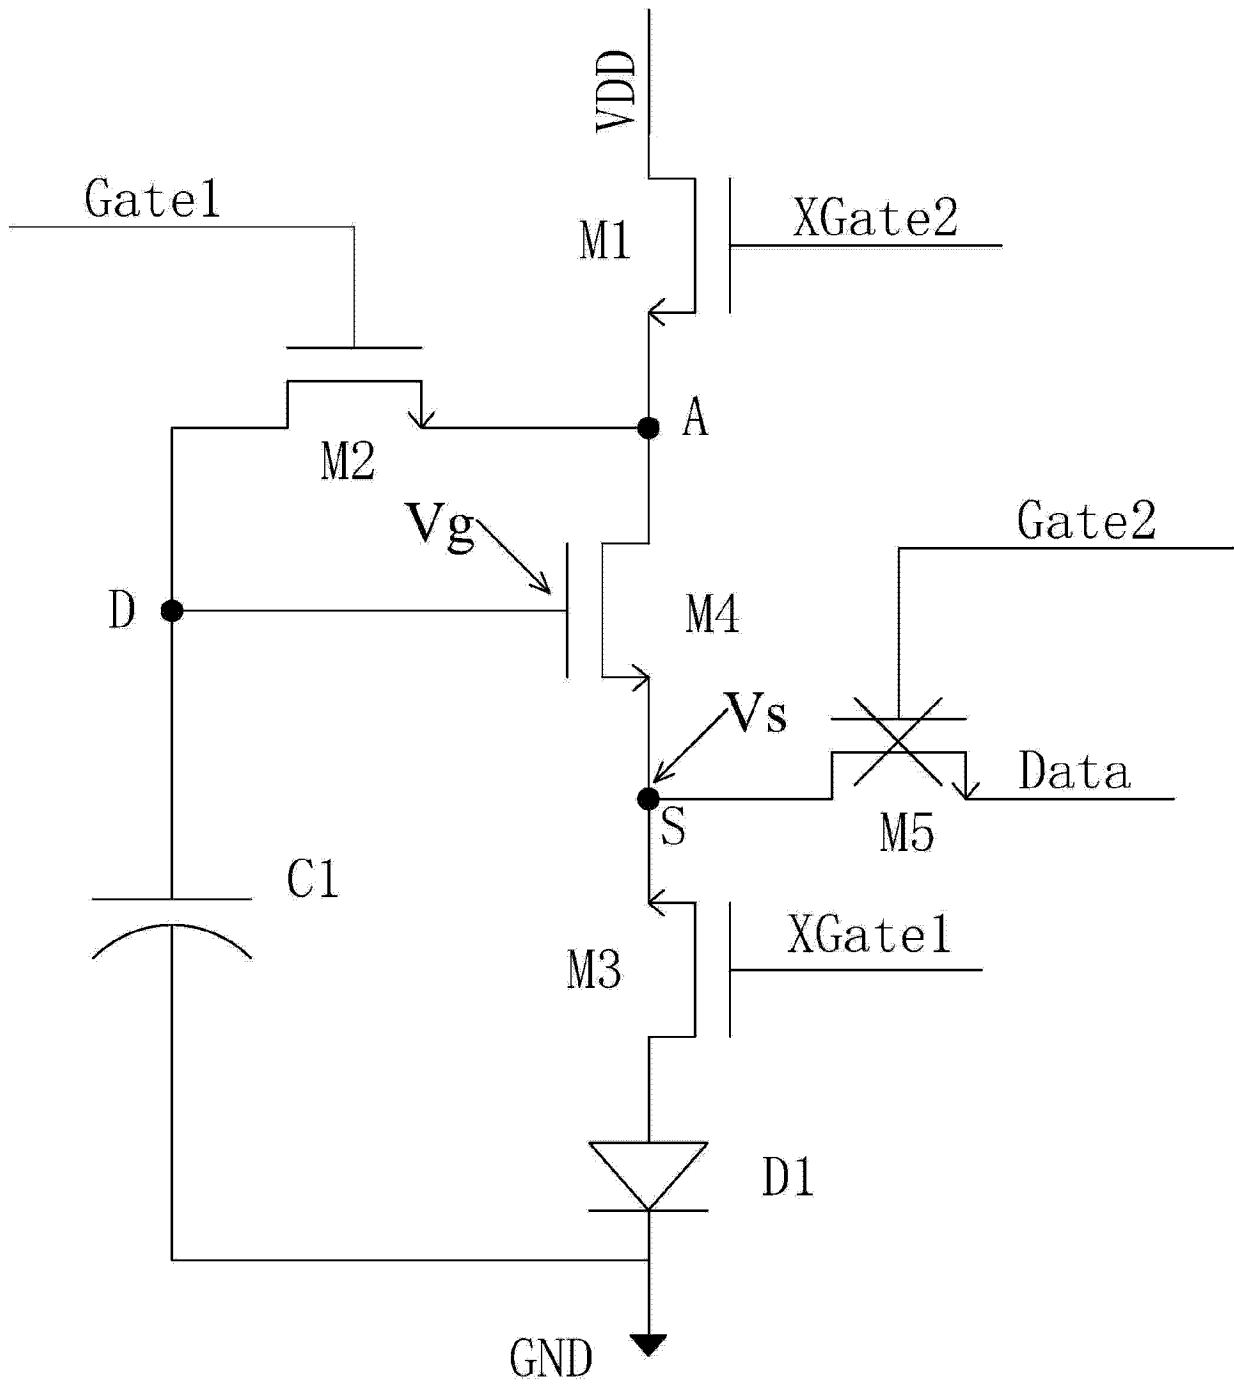 VDD
Gate1
XGate2
M1
A
M2
Vg
Gate2
D
M4
Vs
Data
S
M5
C1
XGate1
M3
D1
GND